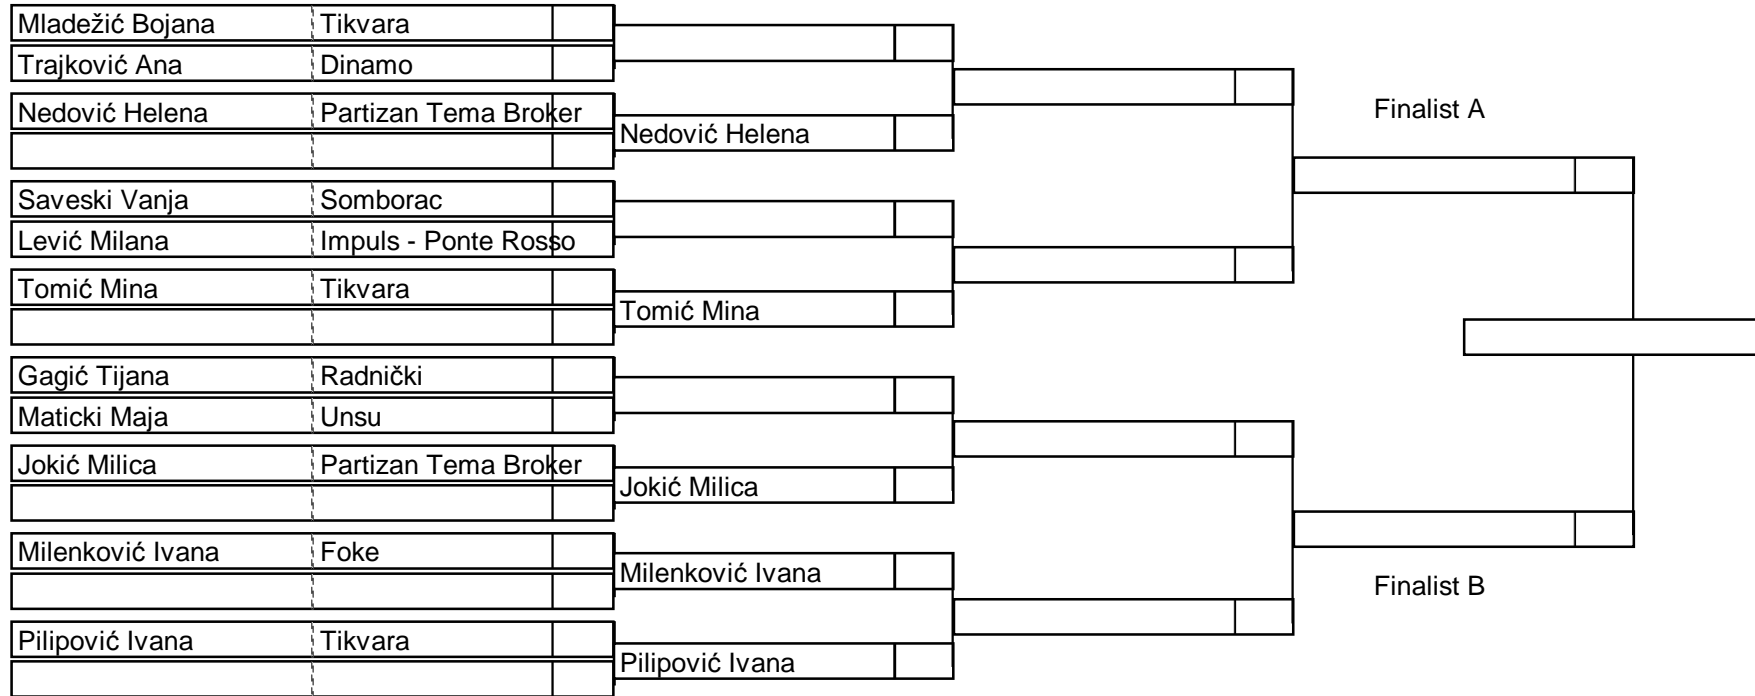 Mladežić Bojana Tikvara
Trajković Ana Dinamo
Nedović Helena Partizan Tema Broker
Nedović Helena
Finalist A
Saveski Vanja Somborac
Lević Milana Impuls - Ponte Rosso
Tomić Mina Tikvara
Tomić Mina
Gagić Tijana Radnički
Maticki Maja Unsu
Jokić Milica Partizan Tema Broker
Jokić Milica
Milenković Ivana Foke
Milenković Ivana
Finalist B
Pilipović Ivana Tikvara
Pilipović Ivana